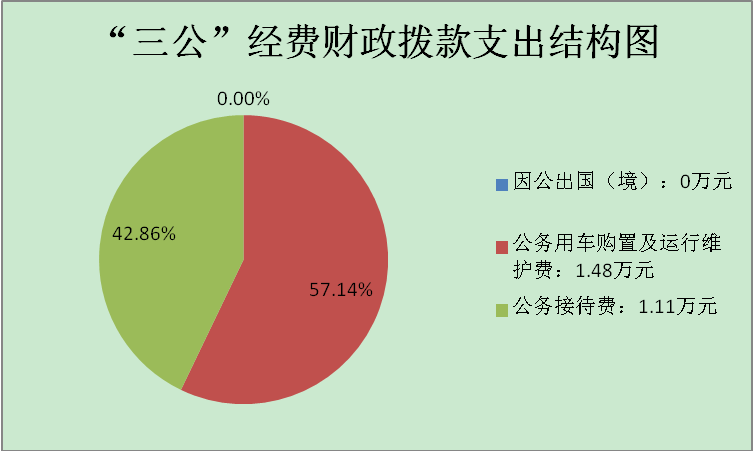 “三公”经费财政拨款支出结构图
0.00%
42.86%
57.14%
因公出国（境）：0万元
公务用车购置及运行维
护费：1.48万元
公务接待费：1.11万元